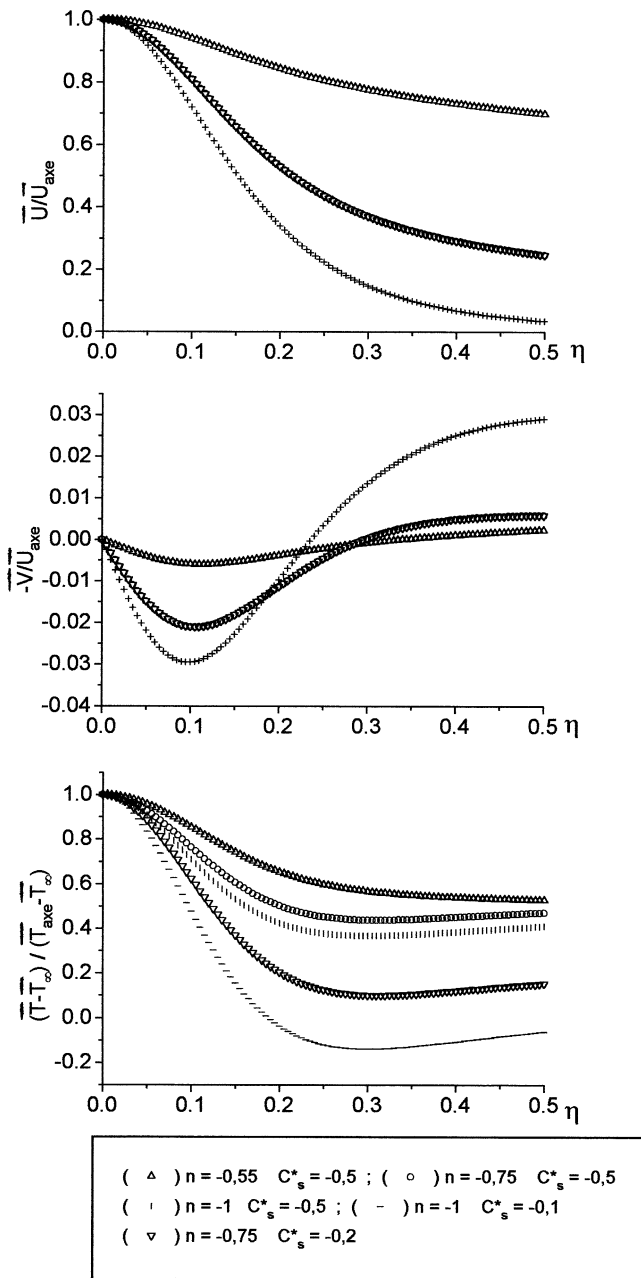 1.0
0.8
0.6
0.4
0.2
0.0
U/U axe
0.0 0.1 0.2 0.3 0.4 0.5 η
0.03
0.02
0.01
0.00
-0.01
-0.02
-0.03
-0.04
-V/U axe
0.0 0.1 0.2 0.3 0.4 0.5 η
1.0
0.8
0.6
0.4
0.2
0.0
-0.2
(T-T∞) / (Taxe-T∞)
0.0 0.1 0.2 0.3 0.4 0.5 η
( △ ) n = -0,55 C*s = -0,5 ; ( ○ ) n = -0,75 C*s = -0,5
( ı ) n = -1 C*s = -0,5 ; ( – ) n = -1 C*s = -0,1
( ▽ ) n = -0,75 C*s = -0,2